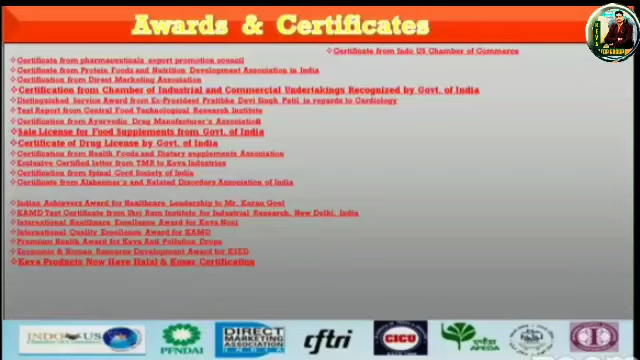 Awards & Certificates
❖Certificate from Indo US Chamber of Commerce
❖Certificate from pharmaceuticals export promotion council
❖Certificate from Protein Foods and Nutrition Development Association in India
❖Certification from Direct Marketing Association
❖Certification from Chamber of Industrial and Commercial Undertakings Recognized by Govt. of India
❖Distinguished Service Award from Ex-President Pratibha Devi Singh Patil in regards to Cardiology
❖Test Report from Central Food Technological Research Institute
❖Certification from Ayurvedic Drug Manufacturer's Association
❖Sale License for Food Supplements from Govt. of India
❖Certificate of Drug License by Govt. of India
❖Certification from Health Foods and Dietary supplements Association
❖Exclusive Certified letter from TMR to Keva Industries
❖Certification from Spinal Cord Society of India
❖Certificate from Alzheimer's and Related Disorders Association of India
❖Indian Achievers Award for Healthcare Leadership to Mr. Karan Goel
❖KAMD Test Certificate from Shri Ram Institute for Industrial Research, New Delhi, India
❖International Healthcare Excellence Award for Keva Noni
❖International Quality Excellence Award for KAMD
❖Premium Health Award for Keva Anti Pollution Drops
❖Economic & Human Resource Development Award for KSED
❖Keva Products Now Have Halal & Koser Certification
KEVA
TOP GROUP
INDO US
PFNDAI
DIRECT
MARKETING
ASSOCIATION
INDIA
cftri
CICU
APEDA